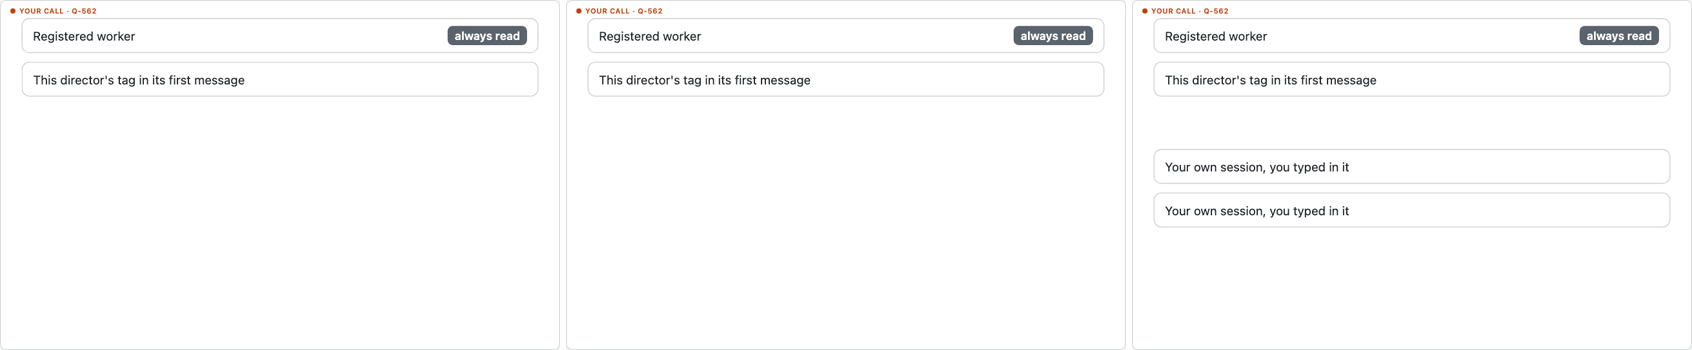 YOUR CALL · Q-562
Registered worker
always read
This director's tag in its first message
YOUR CALL · Q-562
Registered worker
always read
This director's tag in its first message
YOUR CALL · Q-562
Registered worker
always read
This director's tag in its first message
Your own session, you typed in it
Your own session, you typed in it